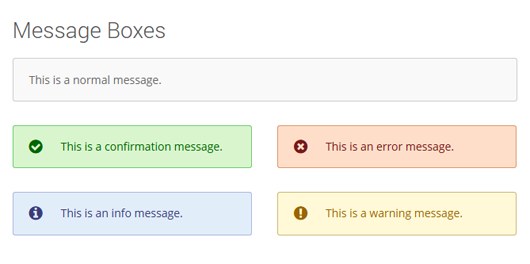 Message Boxes
This is a normal message.
This is a confirmation message.
This is an error message.
This is an info message.
This is a warning message.